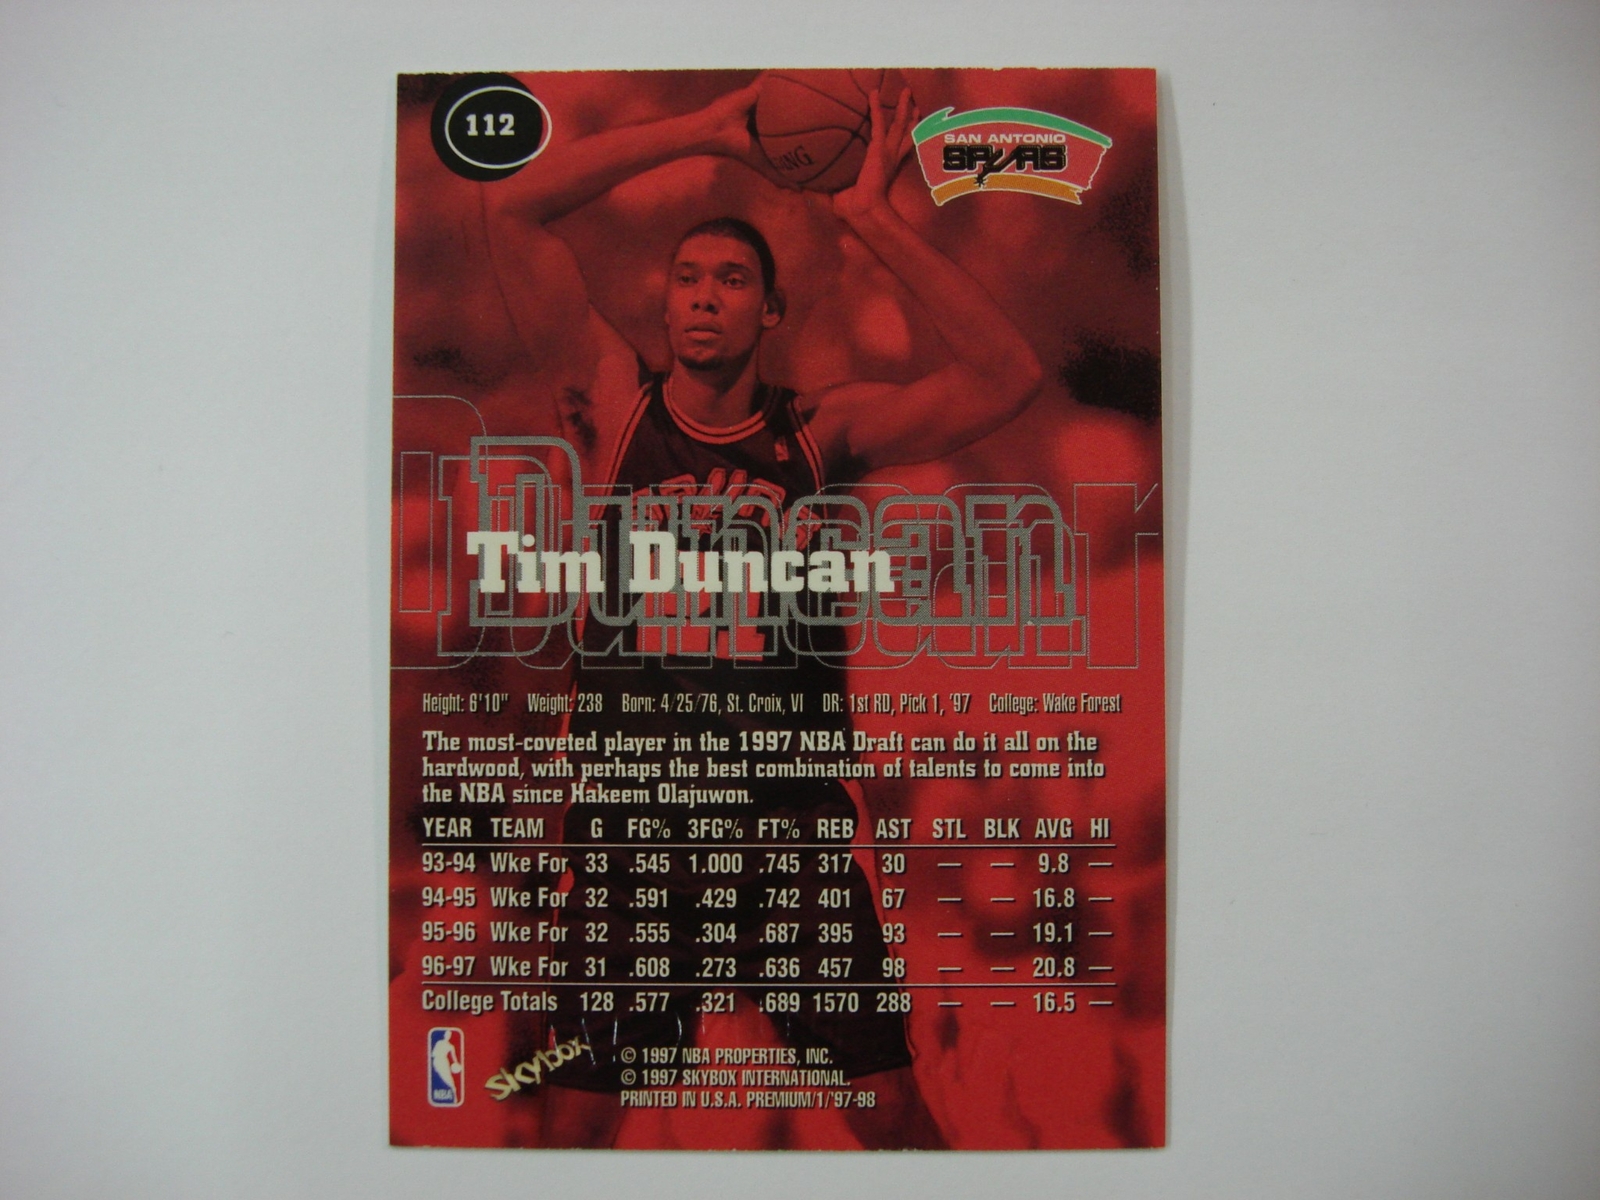 112
SAN ANTONIO
SPURS
Duncan
Tim Duncan
Height: 6'10" Weight: 238 Born: 4/25/76, St. Croix, VI DR: 1st RD, Pick 1, '97 College: Wake Forest
The most-coveted player in the 1997 NBA Draft can do it all on the
hardwood, with perhaps the best combination of talents to come into
the NBA since Hakeem Olajuwon.
YEAR TEAM G FG% 3FG% FT% REB AST STL BLK AVG HI
93-94 Wke For 33 .545 1.000 .745 317 30 — — 9.8 —
94-95 Wke For 32 .591 .429 .742 401 67 — — 16.8 —
95-96 Wke For 32 .555 .304 .687 395 93 — — 19.1 —
96-97 Wke For 31 .608 .273 .636 457 98 — — 20.8 —
College Totals 128 .577 .321 .689 1570 288 — — 16.5 —
NBA
skybox
© 1997 NBA PROPERTIES, INC.
© 1997 SKYBOX INTERNATIONAL.
PRINTED IN U.S.A. PREMIUM/1/'97-98